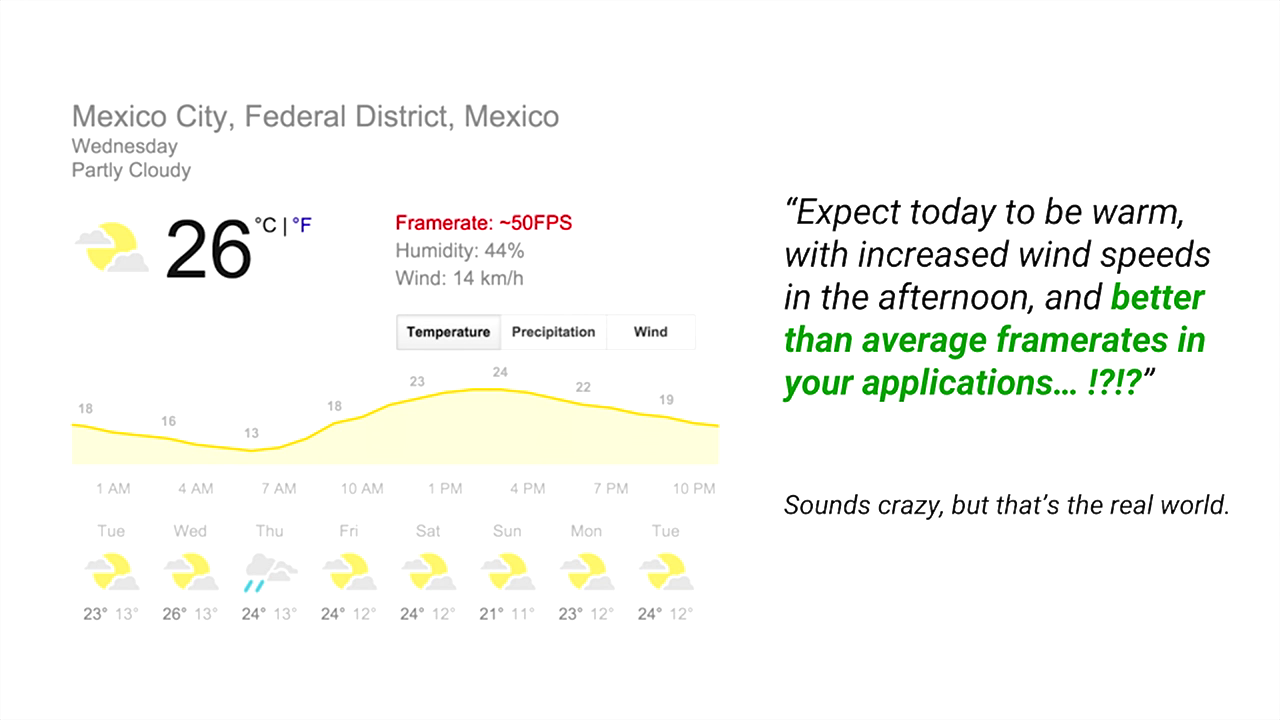 Mexico City, Federal District, Mexico
Wednesday
Partly Cloudy
26 °C | °F
Framerate: ~50FPS
Humidity: 44%
Wind: 14 km/h
Temperature Precipitation Wind
18 16 13 18 23 24 22 19
1 AM 4 AM 7 AM 10 AM 1 PM 4 PM 7 PM 10 PM
Tue Wed Thu Fri Sat Sun Mon Tue
23° 13° 26° 13° 24° 13° 24° 12° 24° 12° 21° 11° 23° 12° 24° 12°
“Expect today to be warm,
with increased wind speeds
in the afternoon, and better
than average framerates in
your applications… !?!?”
Sounds crazy, but that’s the real world.